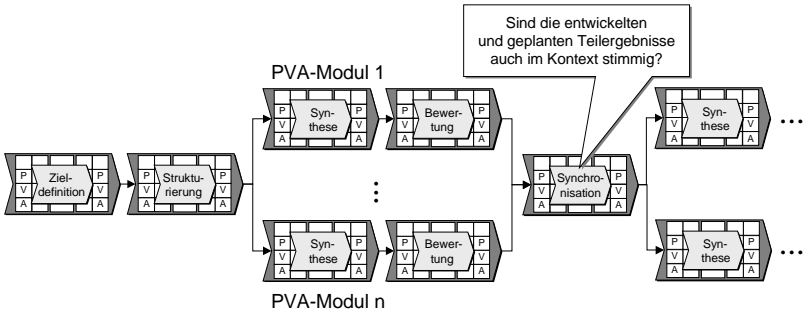 Sind die entwickelten
und geplanten Teilergebnisse
auch im Kontext stimmig?
PVA-Modul 1
P P
V Syn- V
A these A
P P
V Bewer- V
A tung A
P P
V Syn- V
A these A
...
P P
V Ziel- V
A definition A
P P
V Struktu- V
A rierung A
...
P P
V Synchro- V
A nisation A
P P
V Syn- V
A these A
P P
V Bewer- V
A tung A
P P
V Syn- V
A these A
...
PVA-Modul n